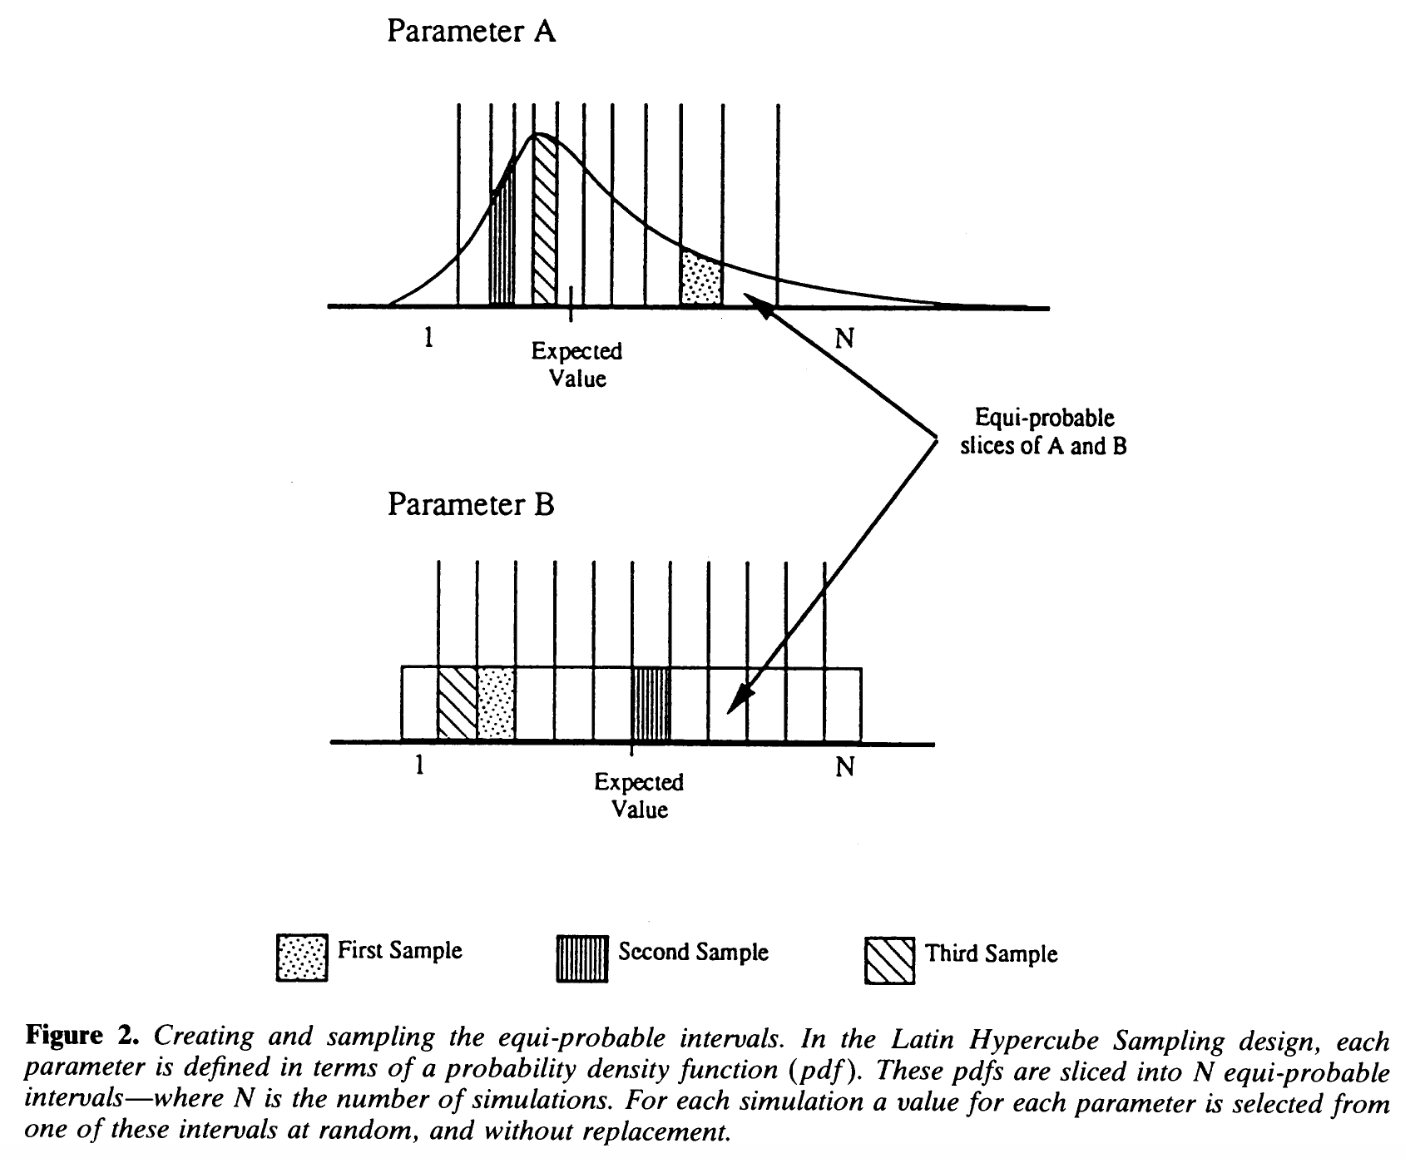 Parameter A
1
N
Expected
Value
Equi-probable
slices of A and B
Parameter B
1
N
Expected
Value
First Sample
Second Sample
Third Sample
Figure 2. Creating and sampling the equi-probable intervals. In the Latin Hypercube Sampling design, each
parameter is defined in terms of a probability density function (pdf). These pdfs are sliced into N equi-probable
intervals—where N is the number of simulations. For each simulation a value for each parameter is selected from
one of these intervals at random, and without replacement.